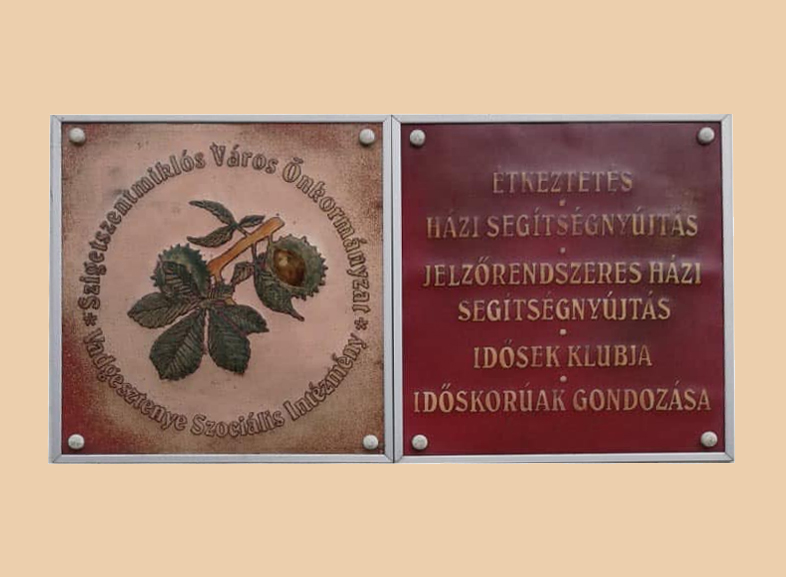 * Szigetszentmiklós Város Önkormányzat *
Vadgesztenye Szociális Intézmény
ÉTKEZTETÉS
•
HÁZI SEGÍTSÉGNYÚJTÁS
•
JELZŐRENDSZERES HÁZI
SEGÍTSÉGNYÚJTÁS
•
IDŐSEK KLUBJA
•
IDŐSKORÚAK GONDOZÁSA